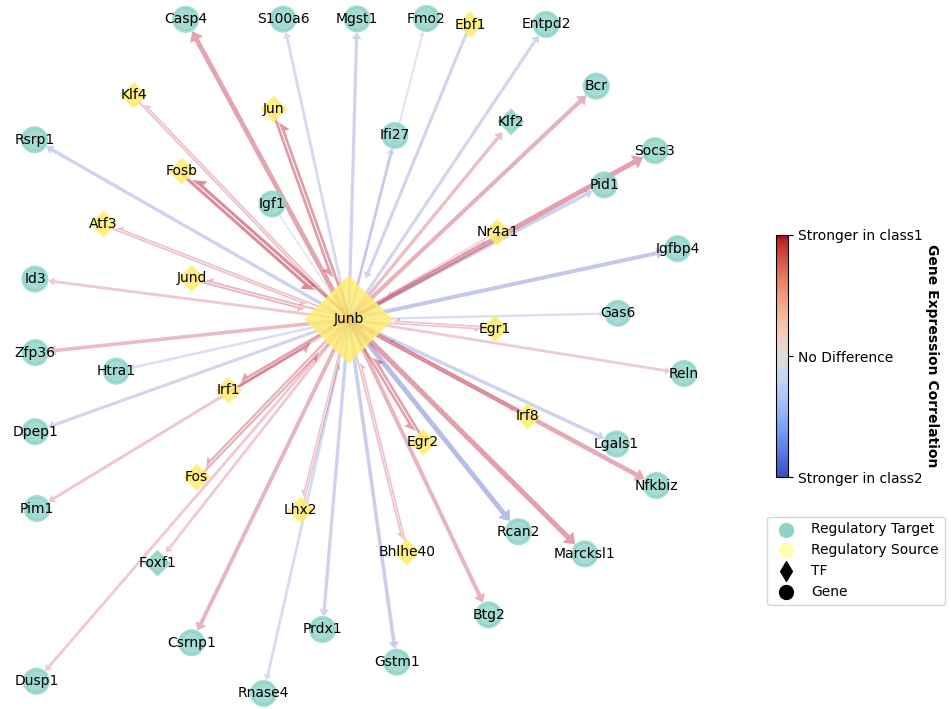 Casp4
S100a6
Mgst1
Fmo2
Ebf1
Entpd2
Bcr
Klf4
Jun
Klf2
Rsrp1
Ifi27
Socs3
Fosb
Pid1
Igf1
Atf3
Nr4a1
Igfbp4
Id3
Jund
Gas6
Junb
Egr1
Zfp36
Htra1
Reln
Irf1
Irf8
Dpep1
Egr2
Lgals1
Fos
Nfkbiz
Pim1
Lhx2
Rcan2
Marcksl1
Foxf1
Bhlhe40
Btg2
Csrnp1
Prdx1
Gstm1
Dusp1
Rnase4
Stronger in class1
No Difference
Stronger in class2
Gene Expression Correlation
Regulatory Target
Regulatory Source
TF
Gene